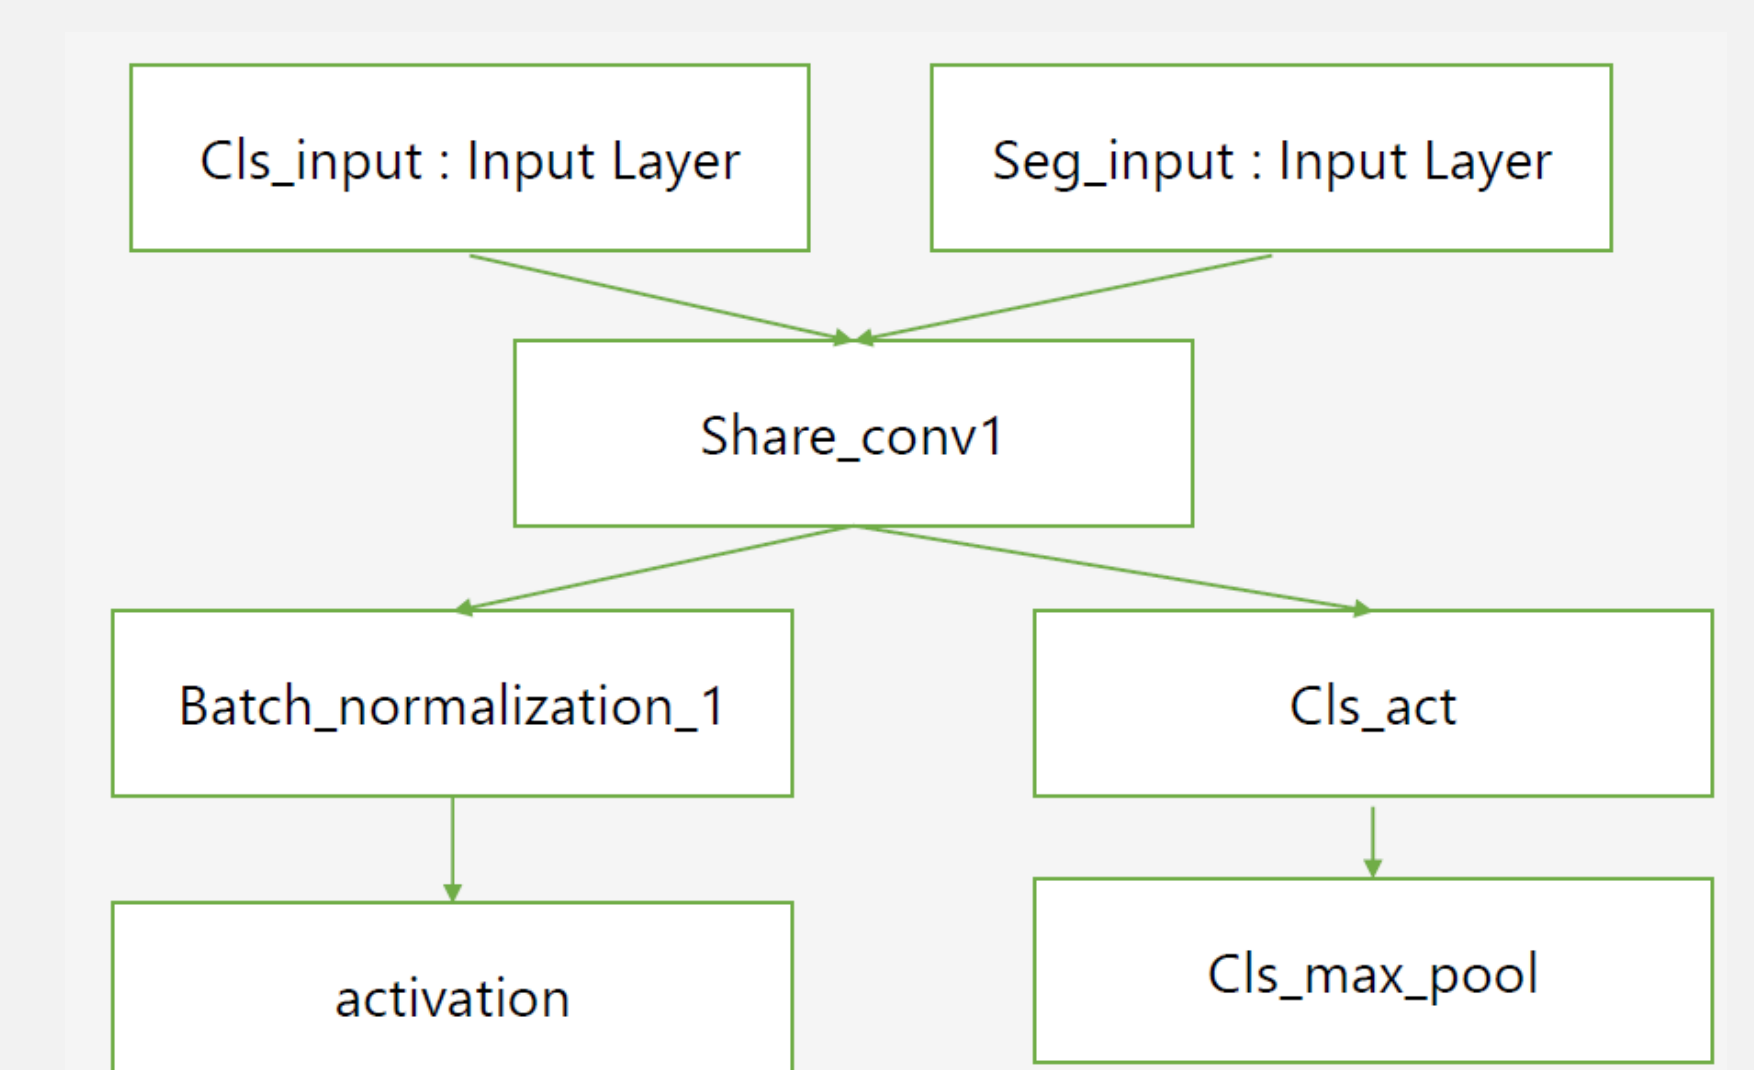 Cls_input : Input Layer
Seg_input : Input Layer
Share_conv1
Batch_normalization_1
Cls_act
activation
Cls_max_pool